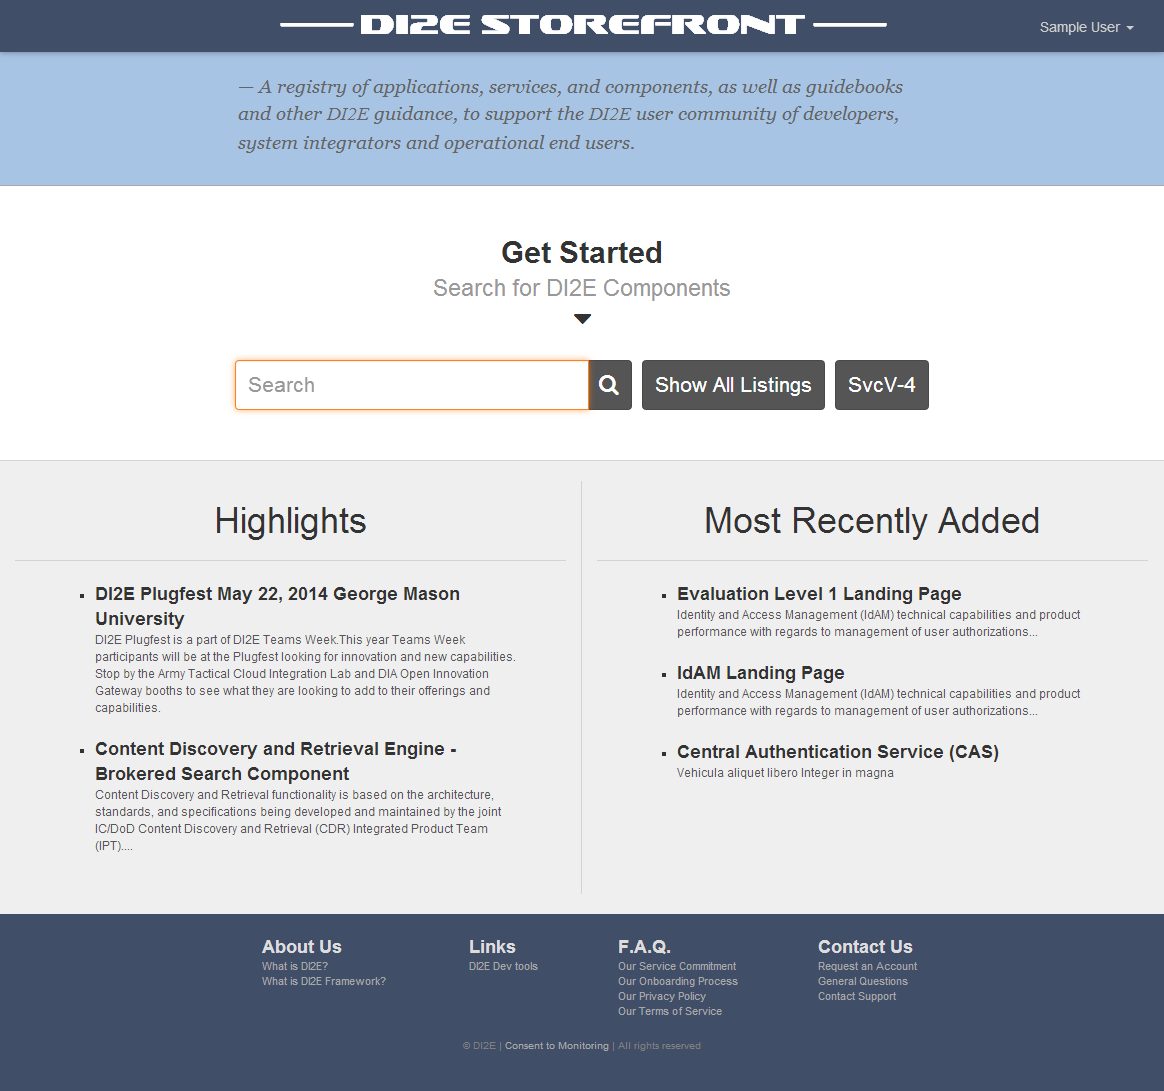 DI2E STOREFRONT
Sample User
— A registry of applications, services, and components, as well as guidebooks
and other DI2E guidance, to support the DI2E user community of developers,
system integrators and operational end users.
Get Started
Search for DI2E Components
Search
Show All Listings
SvcV-4
Highlights
DI2E Plugfest May 22, 2014 George Mason
University
DI2E Plugfest is a part of DI2E Teams Week.This year Teams Week
participants will be at the Plugfest looking for innovation and new capabilities.
Stop by the Army Tactical Cloud Integration Lab and DIA Open Innovation
Gateway booths to see what they are looking to add to their offerings and
capabilities.
Content Discovery and Retrieval Engine -
Brokered Search Component
Content Discovery and Retrieval functionality is based on the architecture,
standards, and specifications being developed and maintained by the joint
IC/DoD Content Discovery and Retrieval (CDR) Integrated Product Team
(IPT)....
Most Recently Added
Evaluation Level 1 Landing Page
Identity and Access Management (IdAM) technical capabilities and product
performance with regards to management of user authorizations...
IdAM Landing Page
Identity and Access Management (IdAM) technical capabilities and product
performance with regards to management of user authorizations...
Central Authentication Service (CAS)
Vehicula aliquet libero Integer in magna
About Us
What is DI2E?
What is DI2E Framework?
Links
DI2E Dev tools
F.A.Q.
Our Service Commitment
Our Onboarding Process
Our Privacy Policy
Our Terms of Service
Contact Us
Request an Account
General Questions
Contact Support
© DI2E | Consent to Monitoring | All rights reserved